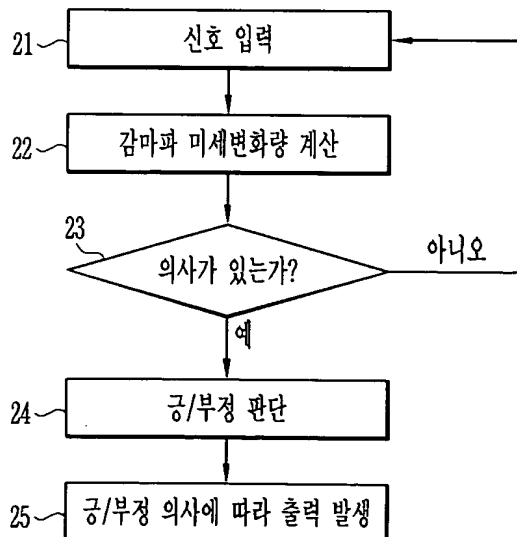 21
신호 입력
22
감마파 미세변화량 계산
23
의사가 있는가?
아니오
예
24
긍/부정 판단
25
긍/부정 의사에 따라 출력 발생